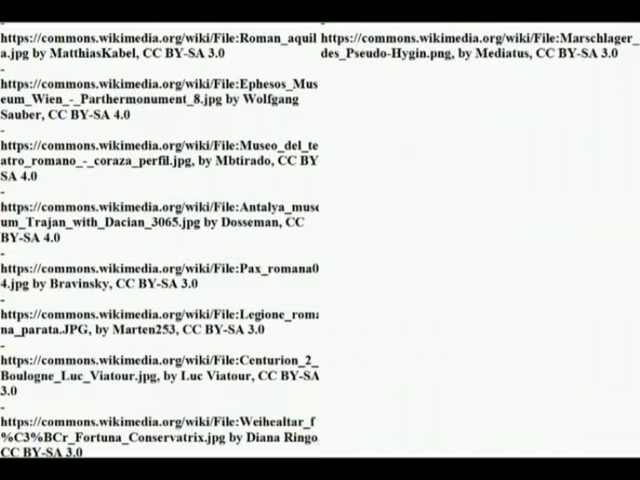 -
https://commons.wikimedia.org/wiki/File:Roman_aquil
a.jpg by MatthiasKabel, CC BY-SA 3.0
-
https://commons.wikimedia.org/wiki/File:Ephesos_Mus
eum_Wien_-_Parthermonument_8.jpg by Wolfgang
Sauber, CC BY-SA 4.0
-
https://commons.wikimedia.org/wiki/File:Museo_del_te
atro_romano_-_coraza_perfil.jpg, by Mbtirado, CC BY
SA 4.0
-
https://commons.wikimedia.org/wiki/File:Antalya_muse
um_Trajan_with_Dacian_3065.jpg by Dosseman, CC
BY-SA 4.0
-
https://commons.wikimedia.org/wiki/File:Pax_romana0
4.jpg by Bravinsky, CC BY-SA 3.0
-
https://commons.wikimedia.org/wiki/File:Legione_roma
na_parata.JPG, by Marten253, CC BY-SA 3.0
-
https://commons.wikimedia.org/wiki/File:Centurion_2_
Boulogne_Luc_Viatour.jpg, by Luc Viatour, CC BY-SA
3.0
-
https://commons.wikimedia.org/wiki/File:Weihealtar_f
%C3%BCr_Fortuna_Conservatrix.jpg by Diana Ringo
CC BY-SA 3.0
-
https://commons.wikimedia.org/wiki/File:Marschlager_
des_Pseudo-Hygin.png, by Mediatus, CC BY-SA 3.0